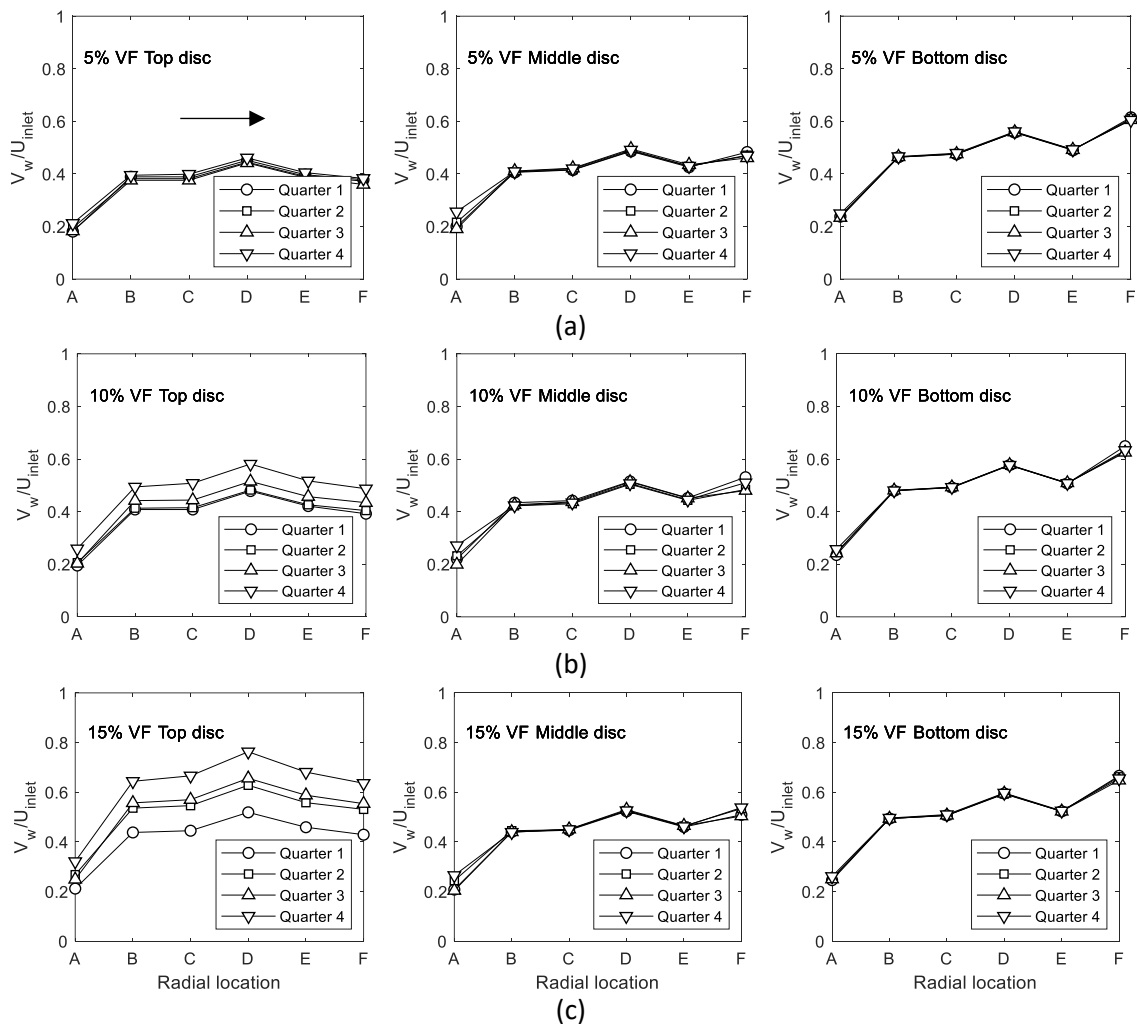 1
0.8
0.6
0.4
0.2
0
V_w/U_inlet
5% VF Top disc
Quarter 1
Quarter 2
Quarter 3
Quarter 4
A B C D E F
1
0.8
0.6
0.4
0.2
0
V_w/U_inlet
5% VF Middle disc
Quarter 1
Quarter 2
Quarter 3
Quarter 4
A B C D E F
1
0.8
0.6
0.4
0.2
0
V_w/U_inlet
5% VF Bottom disc
Quarter 1
Quarter 2
Quarter 3
Quarter 4
A B C D E F
(a)
1
0.8
0.6
0.4
0.2
0
V_w/U_inlet
10% VF Top disc
Quarter 1
Quarter 2
Quarter 3
Quarter 4
A B C D E F
1
0.8
0.6
0.4
0.2
0
V_w/U_inlet
10% VF Middle disc
Quarter 1
Quarter 2
Quarter 3
Quarter 4
A B C D E F
1
0.8
0.6
0.4
0.2
0
V_w/U_inlet
10% VF Bottom disc
Quarter 1
Quarter 2
Quarter 3
Quarter 4
A B C D E F
(b)
1
0.8
0.6
0.4
0.2
0
V_w/U_inlet
15% VF Top disc
Quarter 1
Quarter 2
Quarter 3
Quarter 4
A B C D E F
Radial location
1
0.8
0.6
0.4
0.2
0
V_w/U_inlet
15% VF Middle disc
Quarter 1
Quarter 2
Quarter 3
Quarter 4
A B C D E F
Radial location
1
0.8
0.6
0.4
0.2
0
V_w/U_inlet
15% VF Bottom disc
Quarter 1
Quarter 2
Quarter 3
Quarter 4
A B C D E F
Radial location
(c)